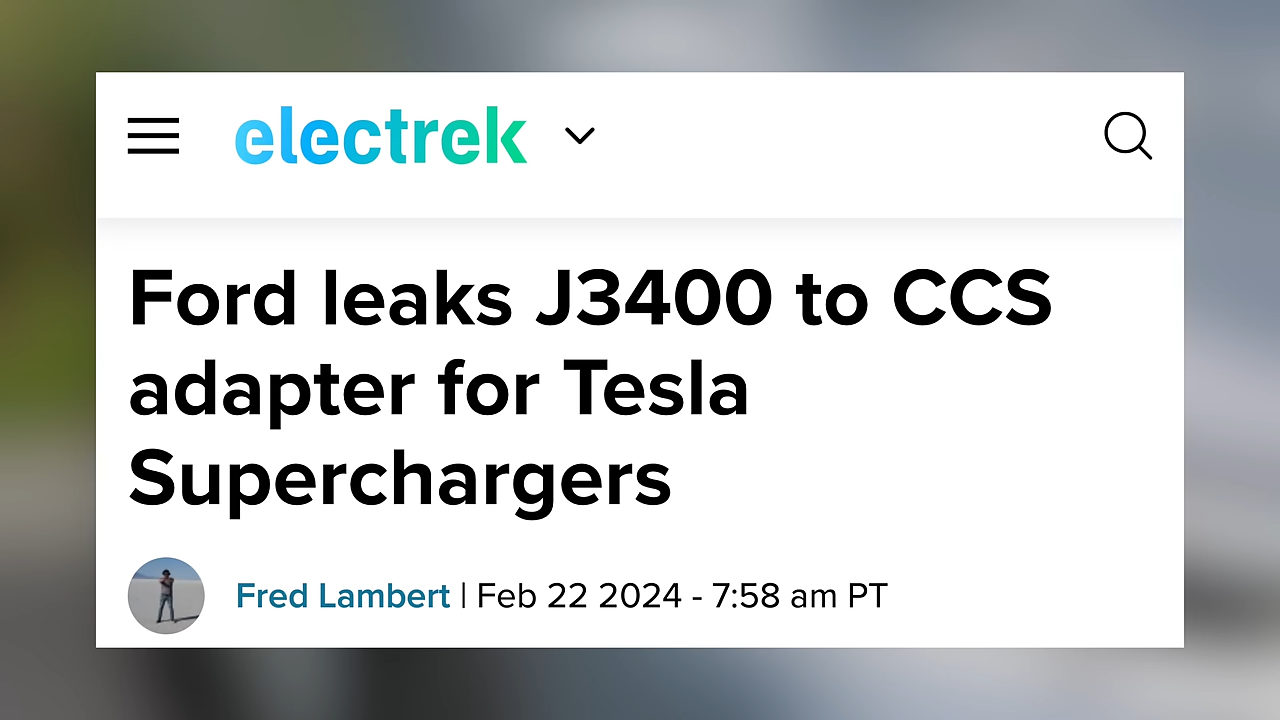 electrek
Ford leaks J3400 to CCS
adapter for Tesla
Superchargers
Fred Lambert | Feb 22 2024 - 7:58 am PT